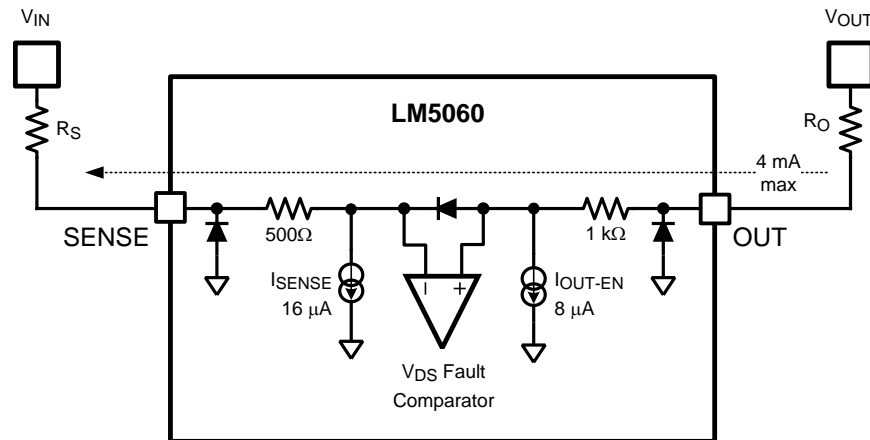 VIN
VOUT
RS
LM5060
RO
4 mA
max
SENSE
500Ω
1 kΩ
OUT
ISENSE
16 µA
− +
IOUT-EN
8 µA
VDS Fault
Comparator